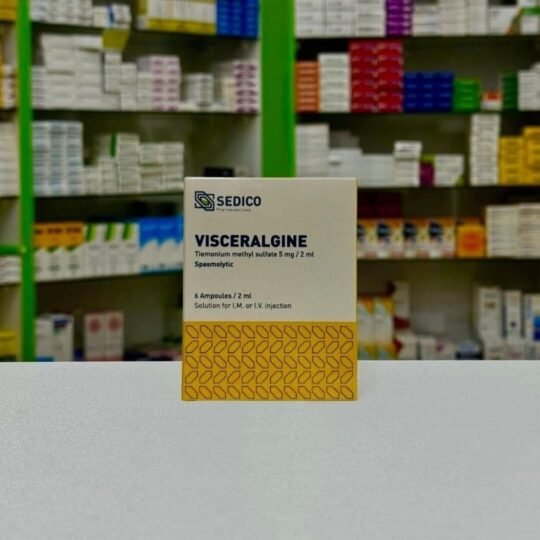 SEDICO
Pharmaceuticals
VISCERALGINE
Tiemonium methyl sulfate 5 mg / 2 ml
Spasmolytic
6 Ampoules / 2 ml
Solution for I.M. or I.V. Injection